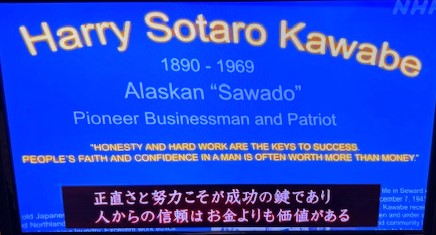 NHK
Harry Sotaro Kawabe
1890 - 1969
Alaskan "Sawado"
Pioneer Businessman and Patriot
"HONESTY AND HARD WORK ARE THE KEYS TO SUCCESS.
PEOPLE'S FAITH AND CONFIDENCE IN A MAN IS OFTEN WORTH MORE THAN MONEY."
正直さと努力こそが成功の鍵であり
人からの信頼はお金よりも価値がある